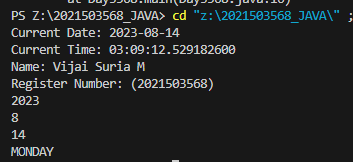 PS Z:\2021503568_JAVA> cd "z:\2021503568_JAVA\" ;
Current Date: 2023-08-14
Current Time: 03:09:12.529182600
Name: Vijai Suria M
Register Number: (2021503568)
2023
8
14
MONDAY